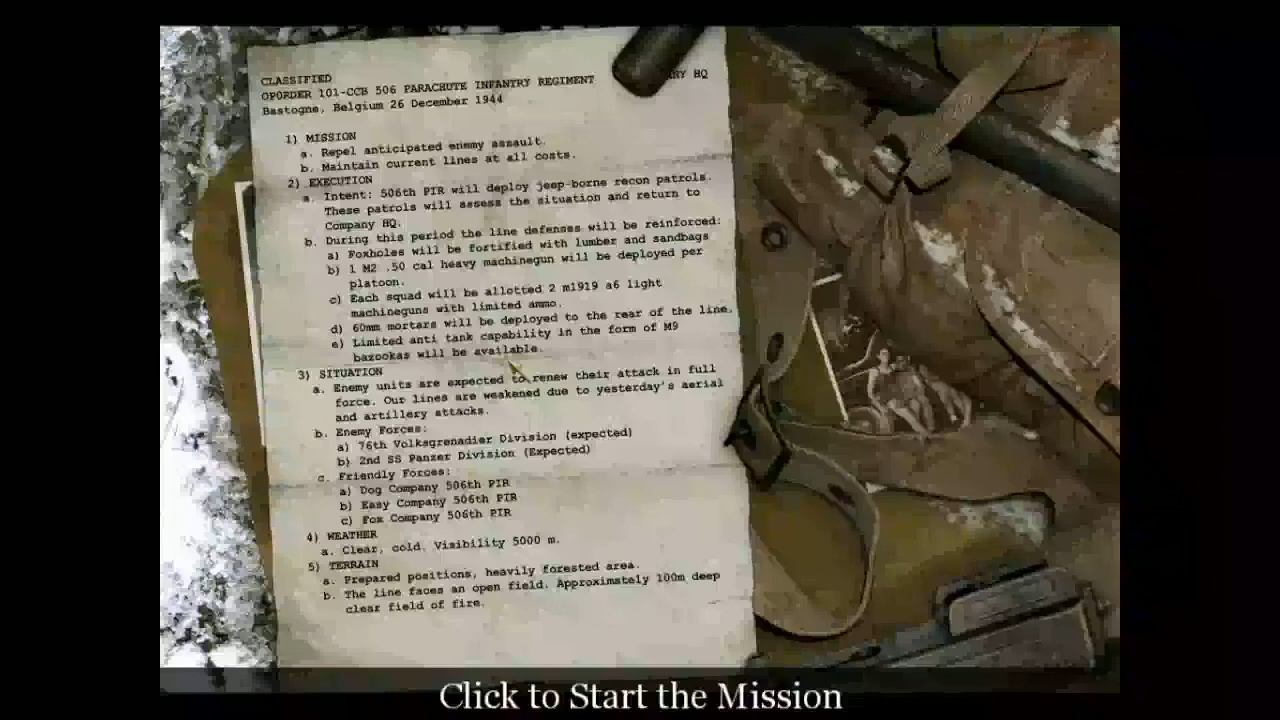 CLASSIFIED
OPORDER 101-CCB 506 PARACHUTE INFANTRY REGIMENT NY HQ
Bastogne, Belgium 26 December 1944
1) MISSION
a. Repel anticipated enemy assault.
b. Maintain current lines at all costs.
2) EXECUTION
a. Intent: 506th PIR will deploy jeep-borne recon patrols.
These patrols will assess the situation and return to
Company HQ.
b. During this period the line defenses will be reinforced:
a) Foxholes will be fortified with lumber and sandbags
b) 1 M2 .50 cal heavy machinegun will be deployed per
platoon.
c) Each squad will be allotted 2 m1919 a6 light
machineguns with limited ammo.
d) 60mm mortars will be deployed to the rear of the line.
e) Limited anti tank capability in the form of M9
bazookas will be available.
3) SITUATION
a. Enemy units are expected to renew their attack in full
force. Our lines are weakened due to yesterday's aerial
and artillery attacks.
b. Enemy Forces:
a) 76th Volksgrenadier Division (expected)
b) 2nd SS Panzer Division (Expected)
c. Friendly Forces:
a) Dog Company 506th PIR
b) Easy Company 506th PIR
c) Fox Company 506th PIR
4) WEATHER
a. Clear, cold. Visibility 5000 m.
5) TERRAIN
a. Prepared positions, heavily forested area.
b. The line faces an open field. Approximately 100m deep
clear field of fire.
Click to Start the Mission